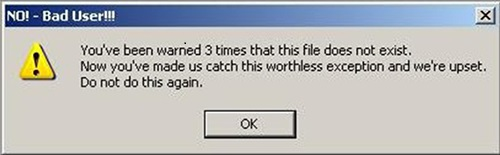 NO! - Bad User!!!
You've been warned 3 times that this file does not exist.
Now you've made us catch this worthless exception and we're upset.
Do not do this again.
OK